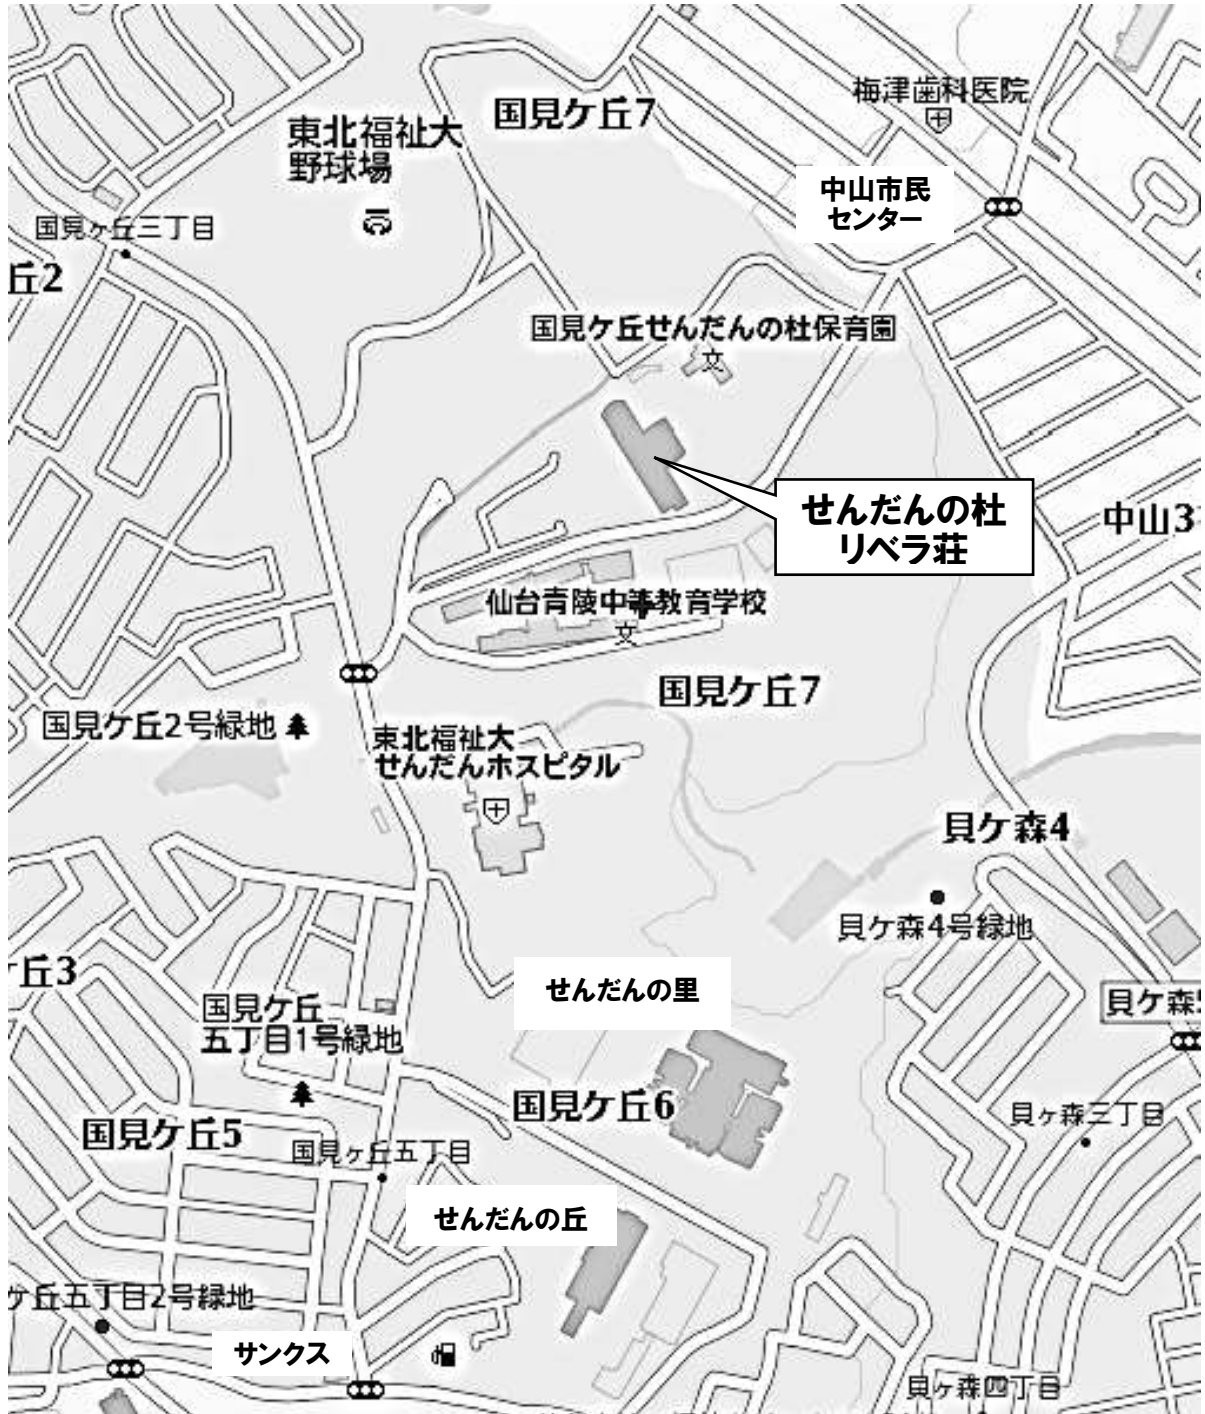 国見ケ丘7
梅津歯科医院
東北福祉大
野球場
中山市民
センター
国見ヶ丘三丁目
丘2
国見ケ丘せんだんの杜保育園
文
せんだんの杜
リベラ荘
中山3
仙台青陵中等教育学校
文
国見ケ丘7
国見ケ丘2号緑地
東北福祉大
せんだんホスピタル
貝ケ森4
貝ケ森4号緑地
ケ丘3
せんだんの里
国見ケ丘
五丁目1号緑地
貝ケ森5
国見ケ丘6
国見ケ丘5
貝ヶ森三丁目
国見ヶ丘五丁目
せんだんの丘
ケ丘五丁目2号緑地
サンクス
貝ヶ森四丁目